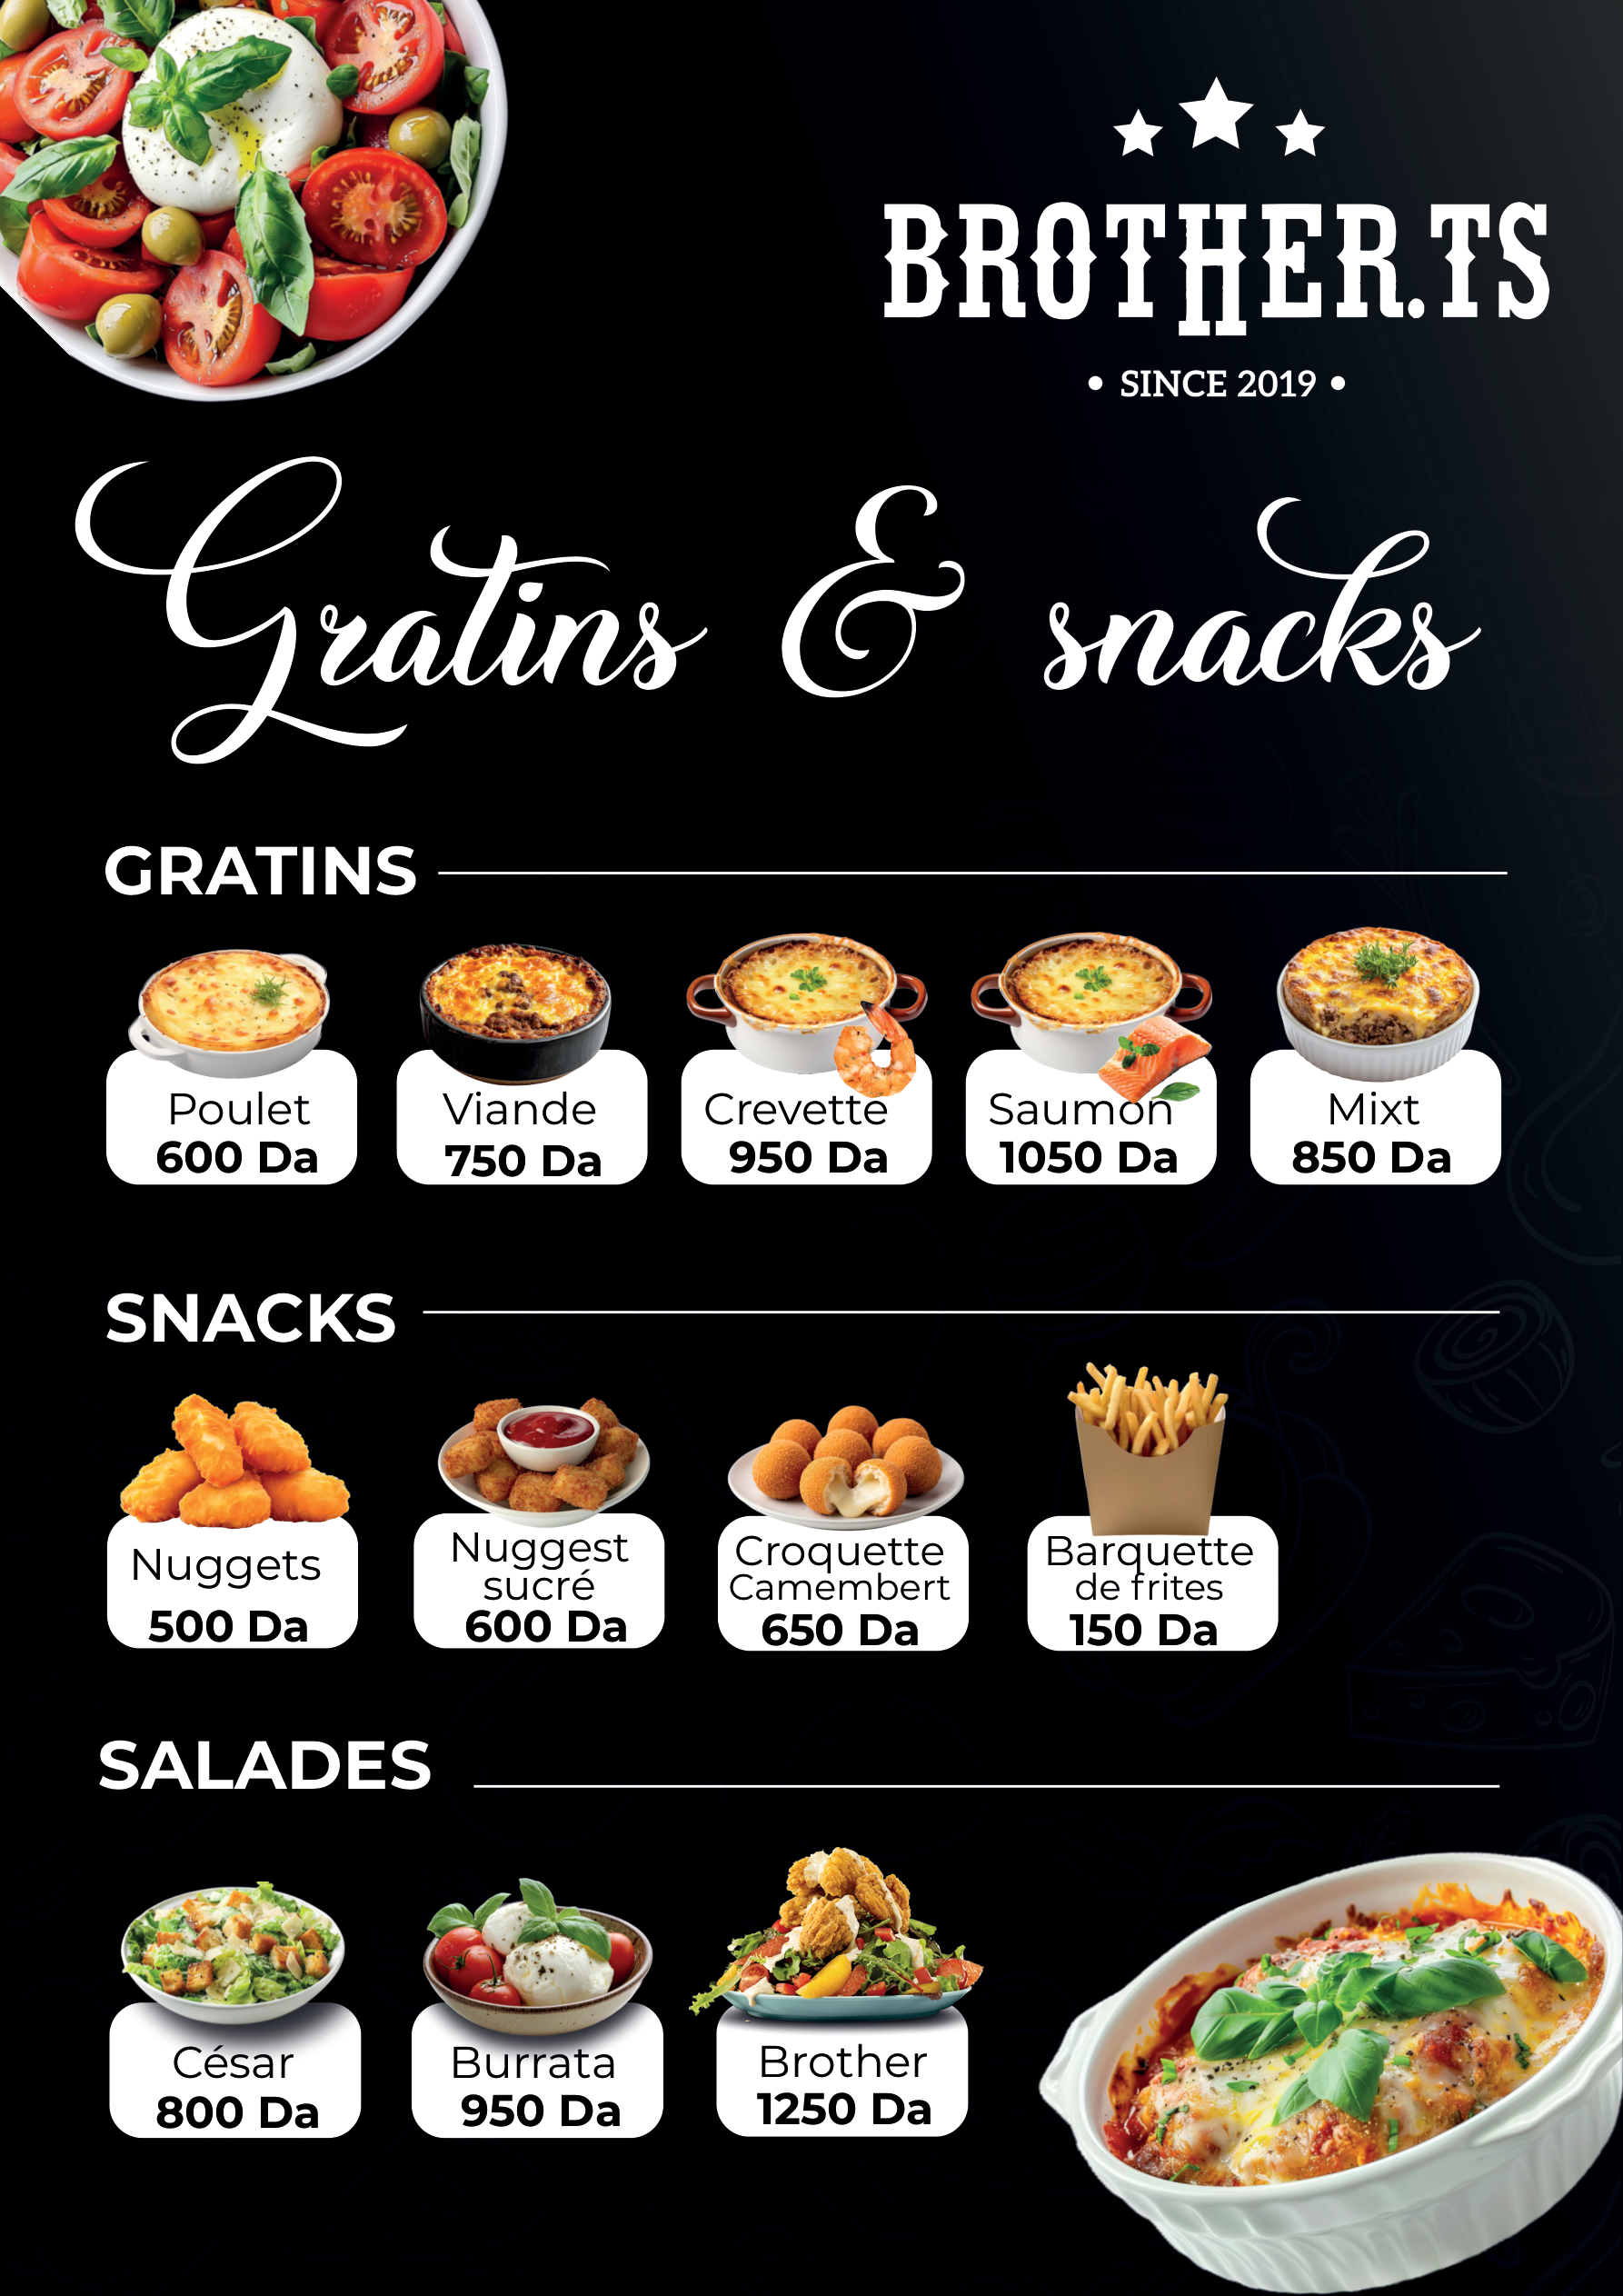 BROTHER.TS
• SINCE 2019 •
Gratins & snacks
GRATINS
Poulet
600 Da
Viande
750 Da
Crevette
950 Da
Saumon
1050 Da
Mixt
850 Da
SNACKS
Nuggets
500 Da
Nuggest
sucré
600 Da
Croquette
Camembert
650 Da
Barquette
de frites
150 Da
SALADES
César
800 Da
Burrata
950 Da
Brother
1250 Da